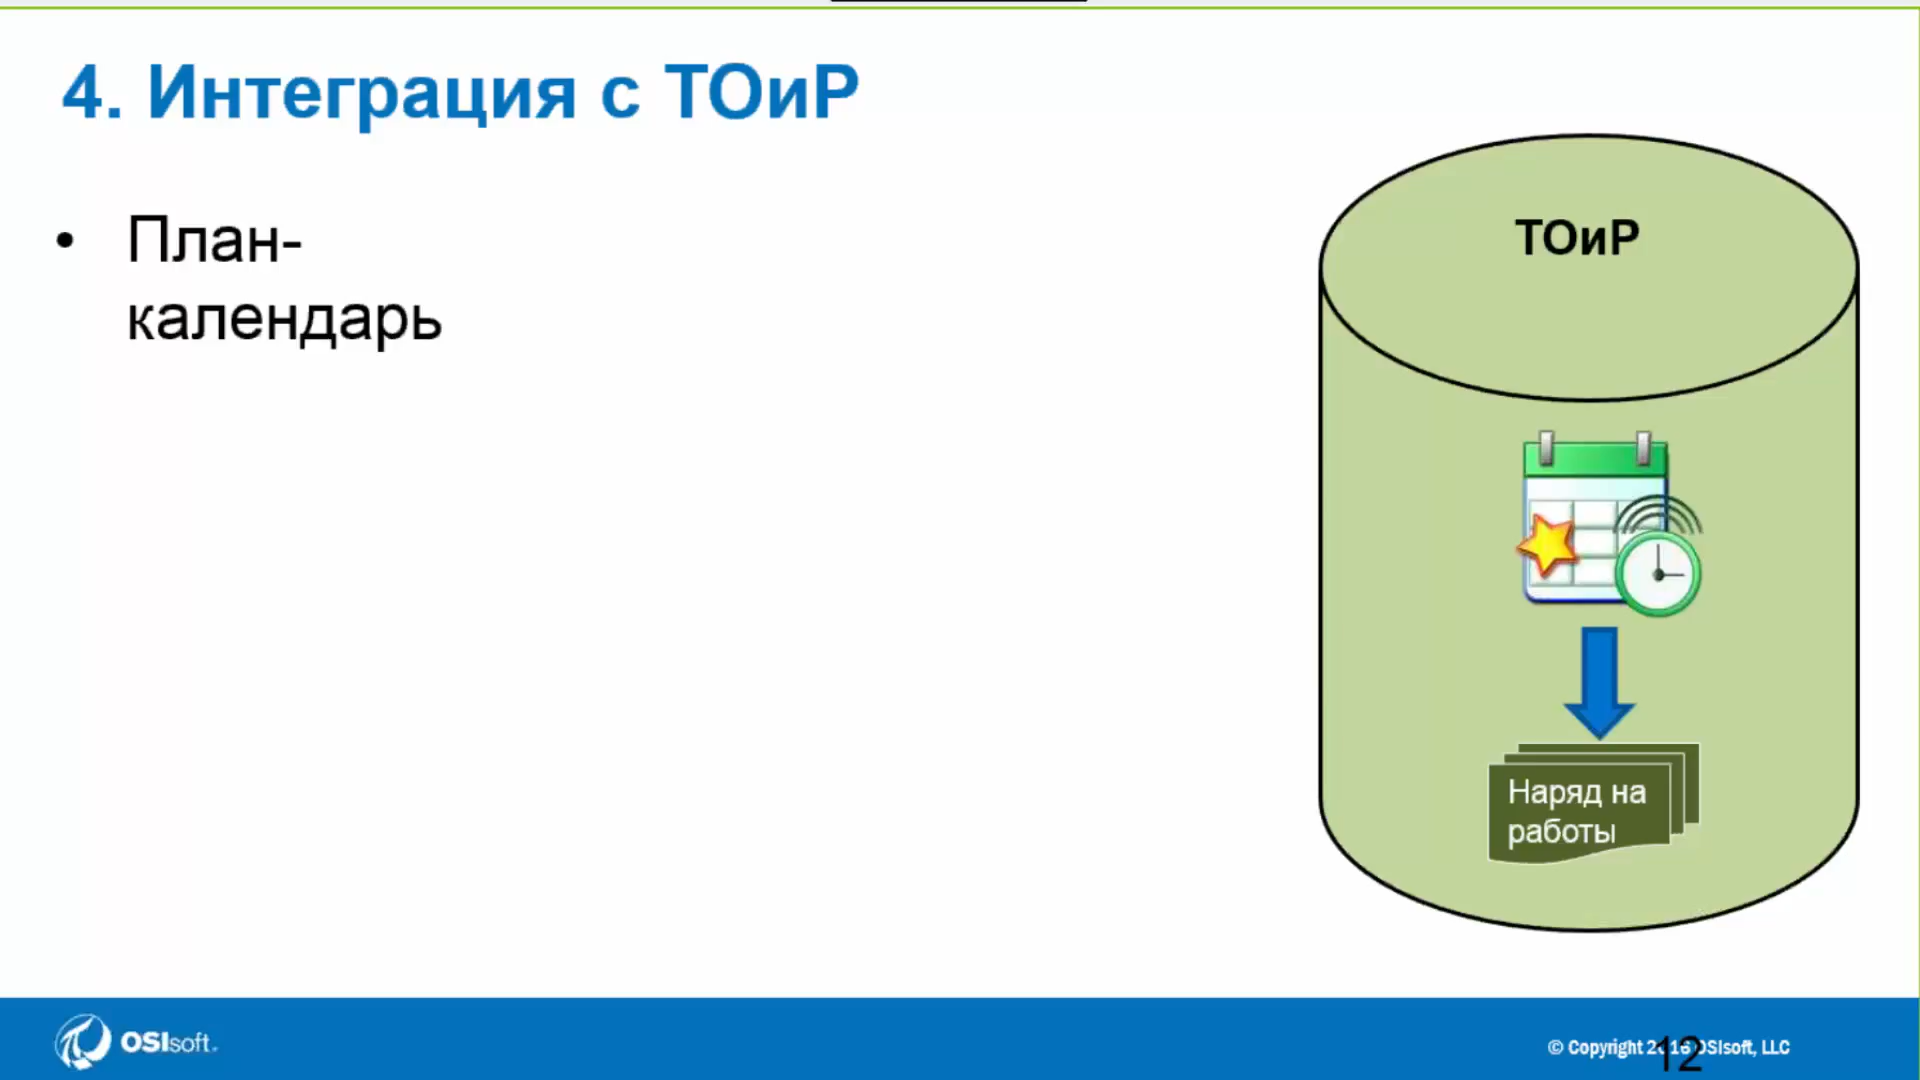 4. Интеграция с ТОиР
• План-
календарь
ТОиР
Наряд на
работы
OSIsoft.
© Copyright 2016 OSIsoft, LLC
12